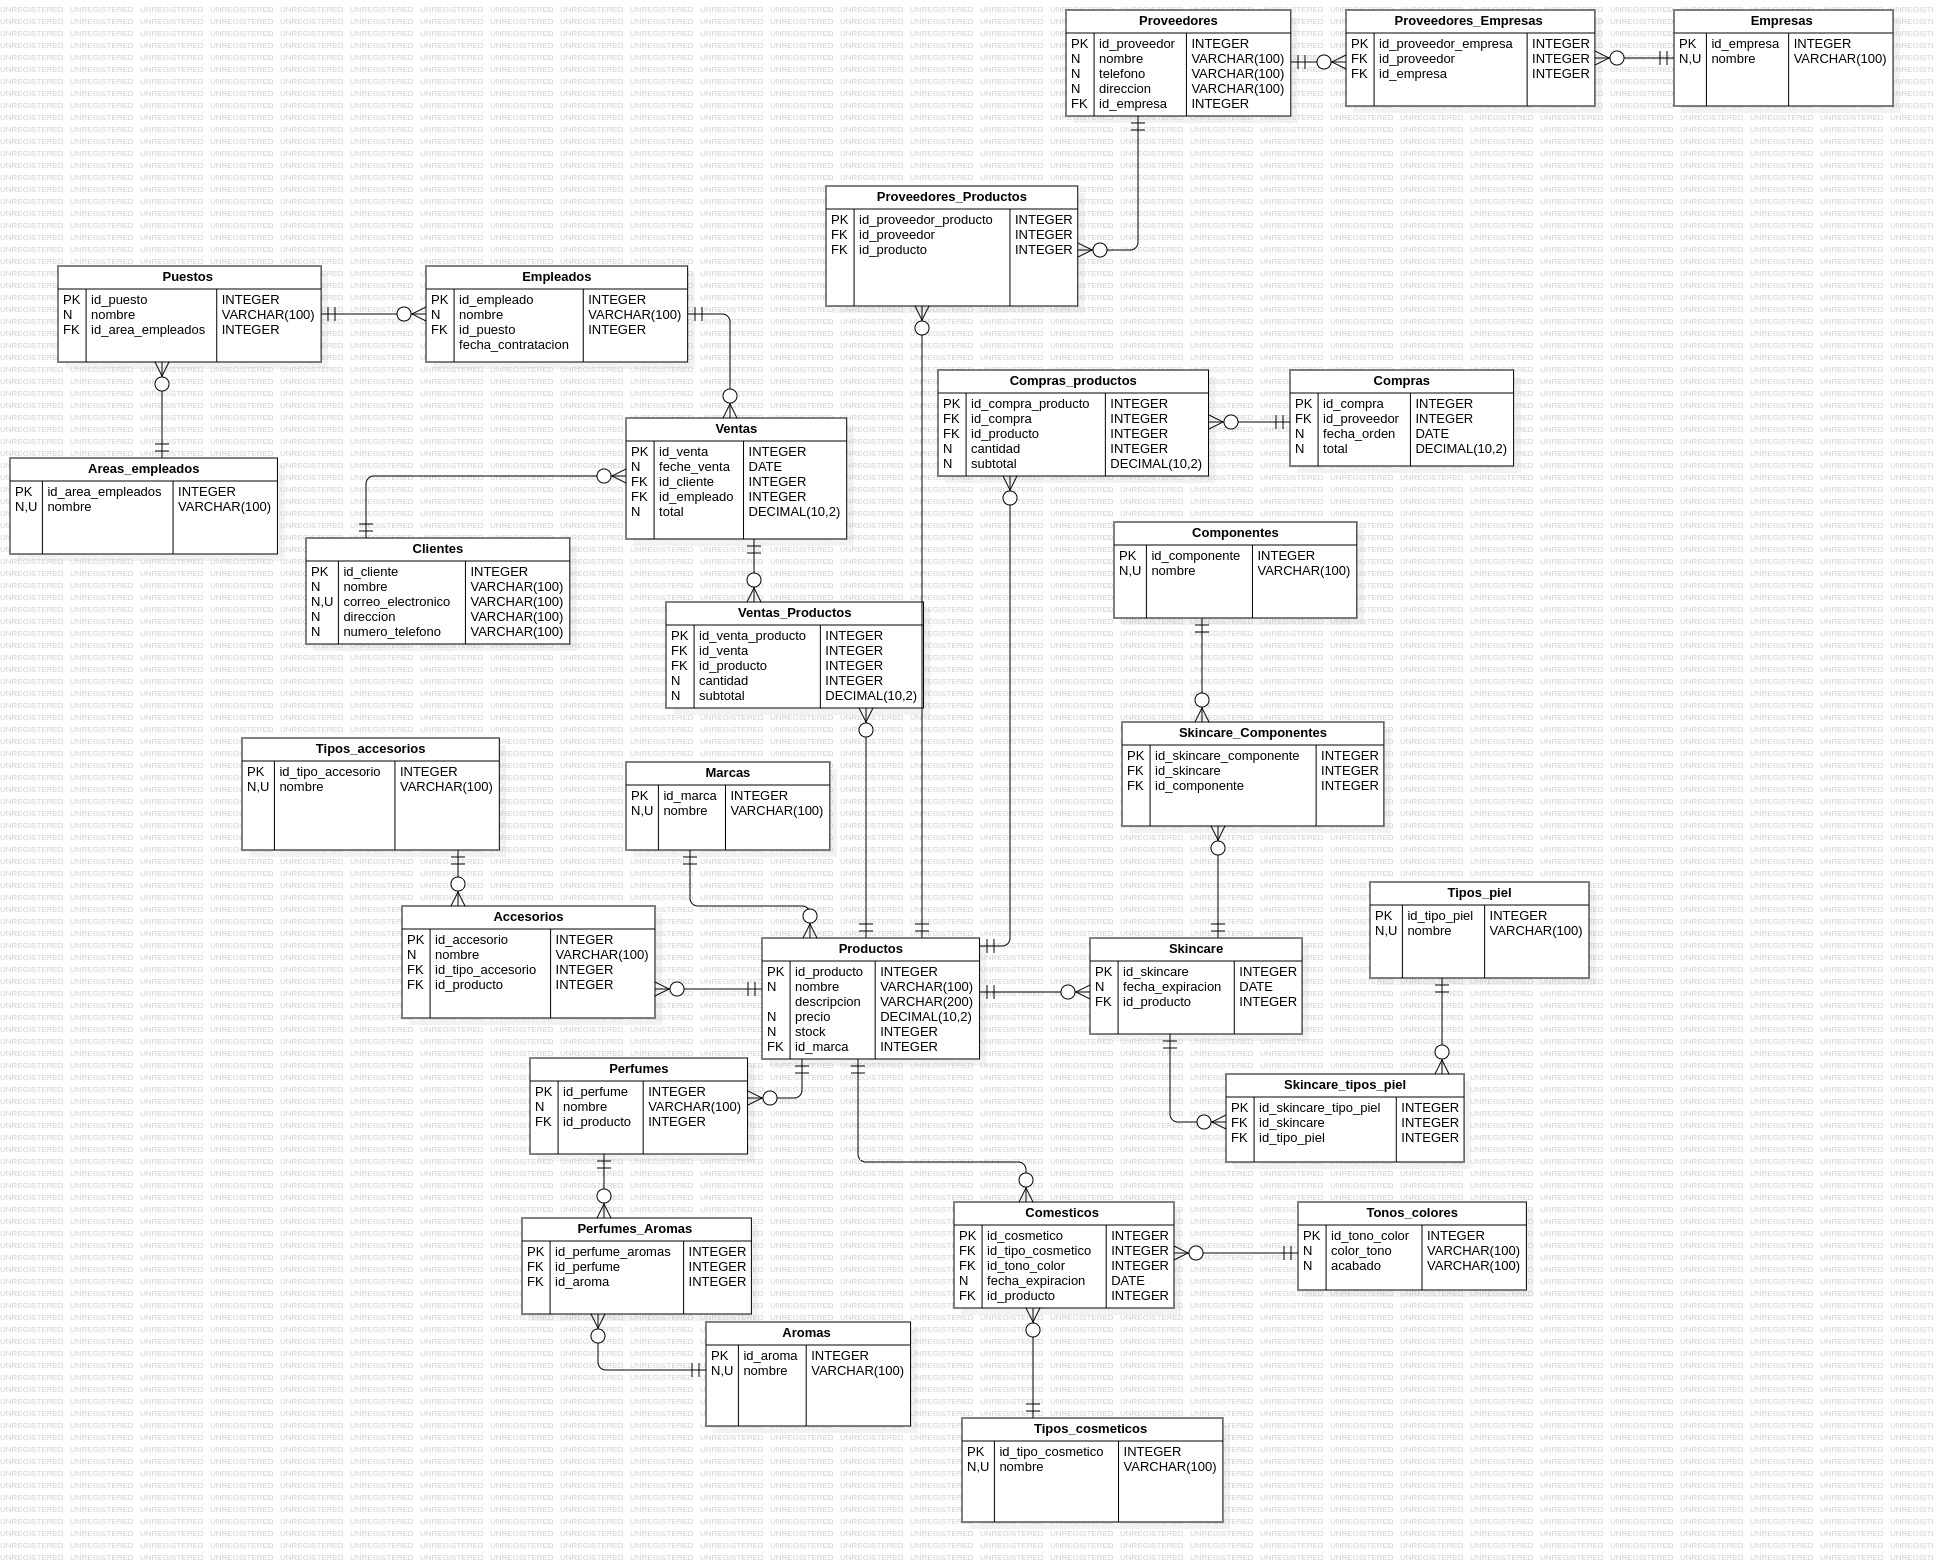 Proveedores
PK id_proveedor INTEGER
N nombre VARCHAR(100)
N telefono VARCHAR(100)
N direccion VARCHAR(100)
FK id_empresa INTEGER
Proveedores_Empresas
PK id_proveedor_empresa INTEGER
FK id_proveedor INTEGER
FK id_empresa INTEGER
Empresas
PK id_empresa INTEGER
N,U nombre VARCHAR(100)
Proveedores_Productos
PK id_proveedor_producto INTEGER
FK id_proveedor INTEGER
FK id_producto INTEGER
Puestos
PK id_puesto INTEGER
N nombre VARCHAR(100)
FK id_area_empleados INTEGER
Empleados
PK id_empleado INTEGER
N nombre VARCHAR(100)
FK id_puesto INTEGER
fecha_contratacion
Compras_productos
PK id_compra_producto INTEGER
FK id_compra INTEGER
FK id_producto INTEGER
N cantidad INTEGER
N subtotal DECIMAL(10,2)
Compras
PK id_compra INTEGER
FK id_proveedor INTEGER
N fecha_orden DATE
N total DECIMAL(10,2)
Ventas
PK id_venta INTEGER
N feche_venta DATE
FK id_cliente INTEGER
FK id_empleado INTEGER
N total DECIMAL(10,2)
Areas_empleados
PK id_area_empleados INTEGER
N,U nombre VARCHAR(100)
Clientes
PK id_cliente INTEGER
N nombre VARCHAR(100)
N,U correo_electronico VARCHAR(100)
N direccion VARCHAR(100)
N numero_telefono VARCHAR(100)
Componentes
PK id_componente INTEGER
N,U nombre VARCHAR(100)
Ventas_Productos
PK id_venta_producto INTEGER
FK id_venta INTEGER
FK id_producto INTEGER
N cantidad INTEGER
N subtotal DECIMAL(10,2)
Skincare_Componentes
PK id_skincare_componente INTEGER
FK id_skincare INTEGER
FK id_componente INTEGER
Tipos_accesorios
PK id_tipo_accesorio INTEGER
N,U nombre VARCHAR(100)
Marcas
PK id_marca INTEGER
N,U nombre VARCHAR(100)
Tipos_piel
PK id_tipo_piel INTEGER
N,U nombre VARCHAR(100)
Accesorios
PK id_accesorio INTEGER
N nombre VARCHAR(100)
FK id_tipo_accesorio INTEGER
FK id_producto INTEGER
Productos
PK id_producto INTEGER
N nombre VARCHAR(100)
descripcion VARCHAR(200)
N precio DECIMAL(10,2)
N stock INTEGER
FK id_marca INTEGER
Skincare
PK id_skincare INTEGER
N fecha_expiracion DATE
FK id_producto INTEGER
Perfumes
PK id_perfume INTEGER
N nombre VARCHAR(100)
FK id_producto INTEGER
Skincare_tipos_piel
PK id_skincare_tipo_piel INTEGER
FK id_skincare INTEGER
FK id_tipo_piel INTEGER
Perfumes_Aromas
PK id_perfume_aromas INTEGER
FK id_perfume INTEGER
FK id_aroma INTEGER
Comesticos
PK id_cosmetico INTEGER
FK id_tipo_cosmetico INTEGER
FK id_tono_color INTEGER
N fecha_expiracion DATE
FK id_producto INTEGER
Tonos_colores
PK id_tono_color INTEGER
N color_tono VARCHAR(100)
N acabado VARCHAR(100)
Aromas
PK id_aroma INTEGER
N,U nombre VARCHAR(100)
Tipos_cosmeticos
PK id_tipo_cosmetico INTEGER
N,U nombre VARCHAR(100)
UNREGISTERED